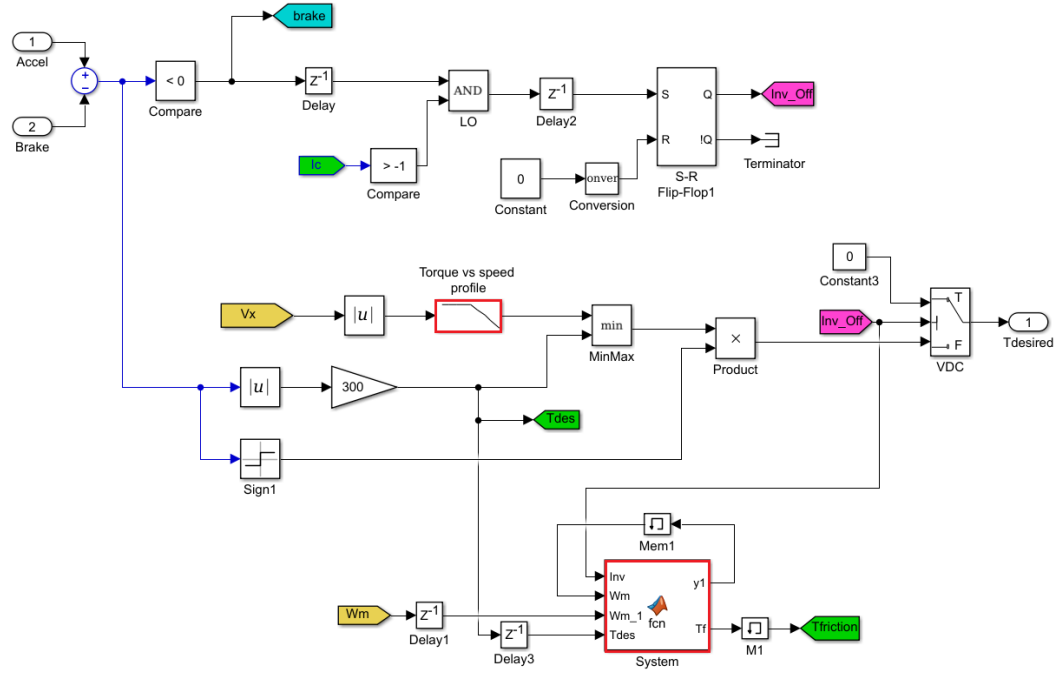 brake
1
Accel
+
−
< 0
Compare
Z-1
Delay
AND
LO
Z-1
Delay2
S
R
Q
!Q
S-R
Flip-Flop1
Inv_Off
Terminator
2
Brake
Ic
> -1
Compare
0
Constant
onver
Conversion
Torque vs speed
profile
Vx
|u|
min
MinMax
×
Product
0
Constant3
Inv_Off
T
F
VDC
1
Tdesired
|u|
300
Tdes
Sign1
Mem1
Wm
Z-1
Delay1
Z-1
Delay3
Inv
Wm
Wm_1
Tdes
fcn
y1
Tf
System
M1
Tfriction